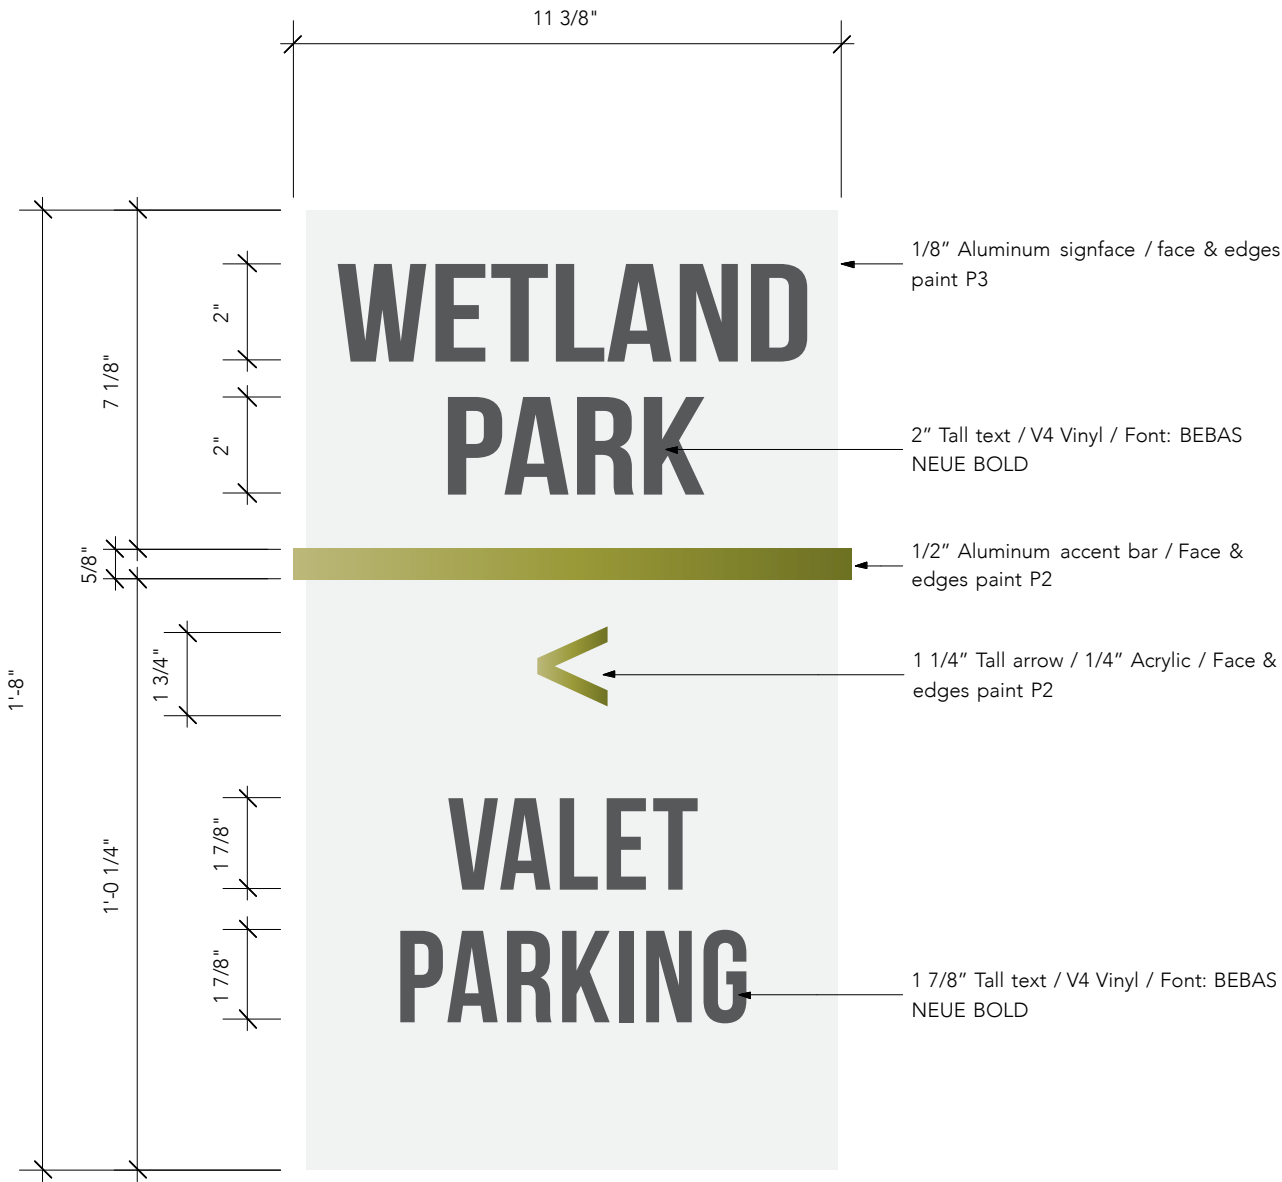 11 3/8"
1/8” Aluminum signface / face & edges
paint P3
WETLAND
2"
7 1/8"
PARK
2"
2” Tall text / V4 Vinyl / Font: BEBAS
NEUE BOLD
5/8"
1/2” Aluminum accent bar / Face &
edges paint P2
<
1'-8"
1 3/4"
1 1/4” Tall arrow / 1/4” Acrylic / Face &
edges paint P2
VALET
1 7/8"
1'-0 1/4"
PARKING
1 7/8"
1 7/8” Tall text / V4 Vinyl / Font: BEBAS
NEUE BOLD